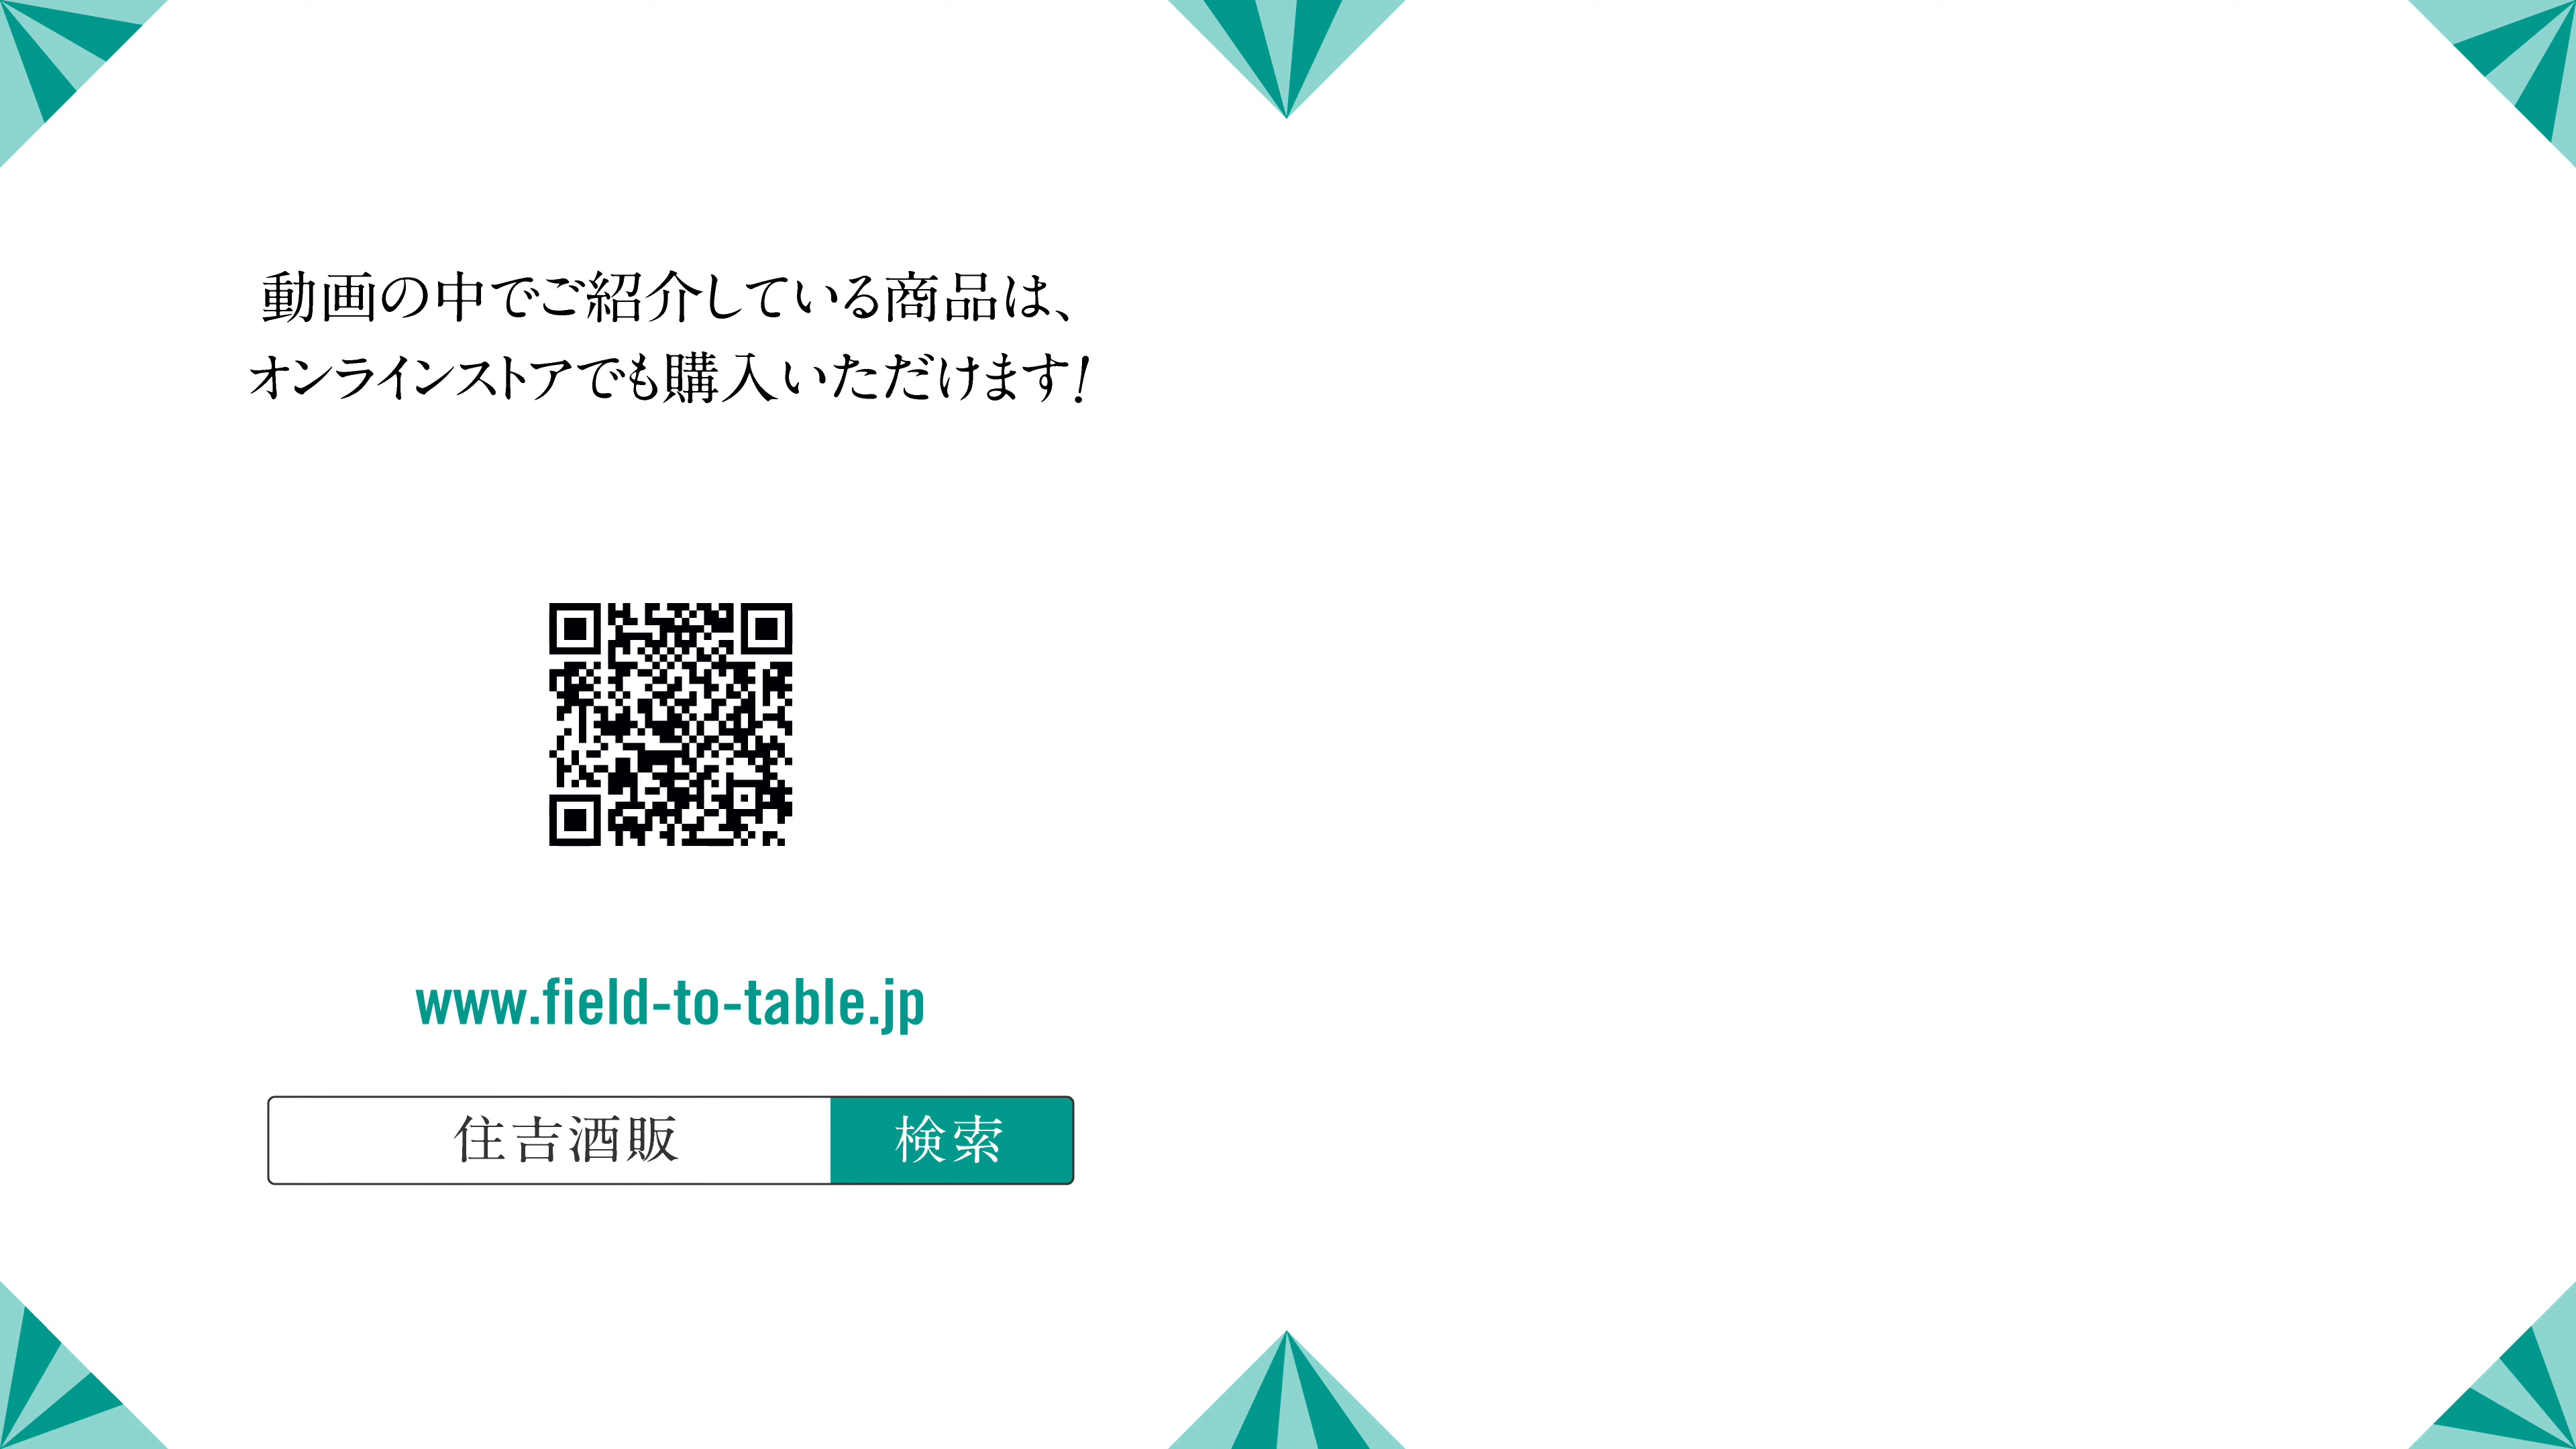 動画の中でご紹介している商品は、
オンラインストアでも購入いただけます!
www.field-to-table.jp
住吉酒販 検索